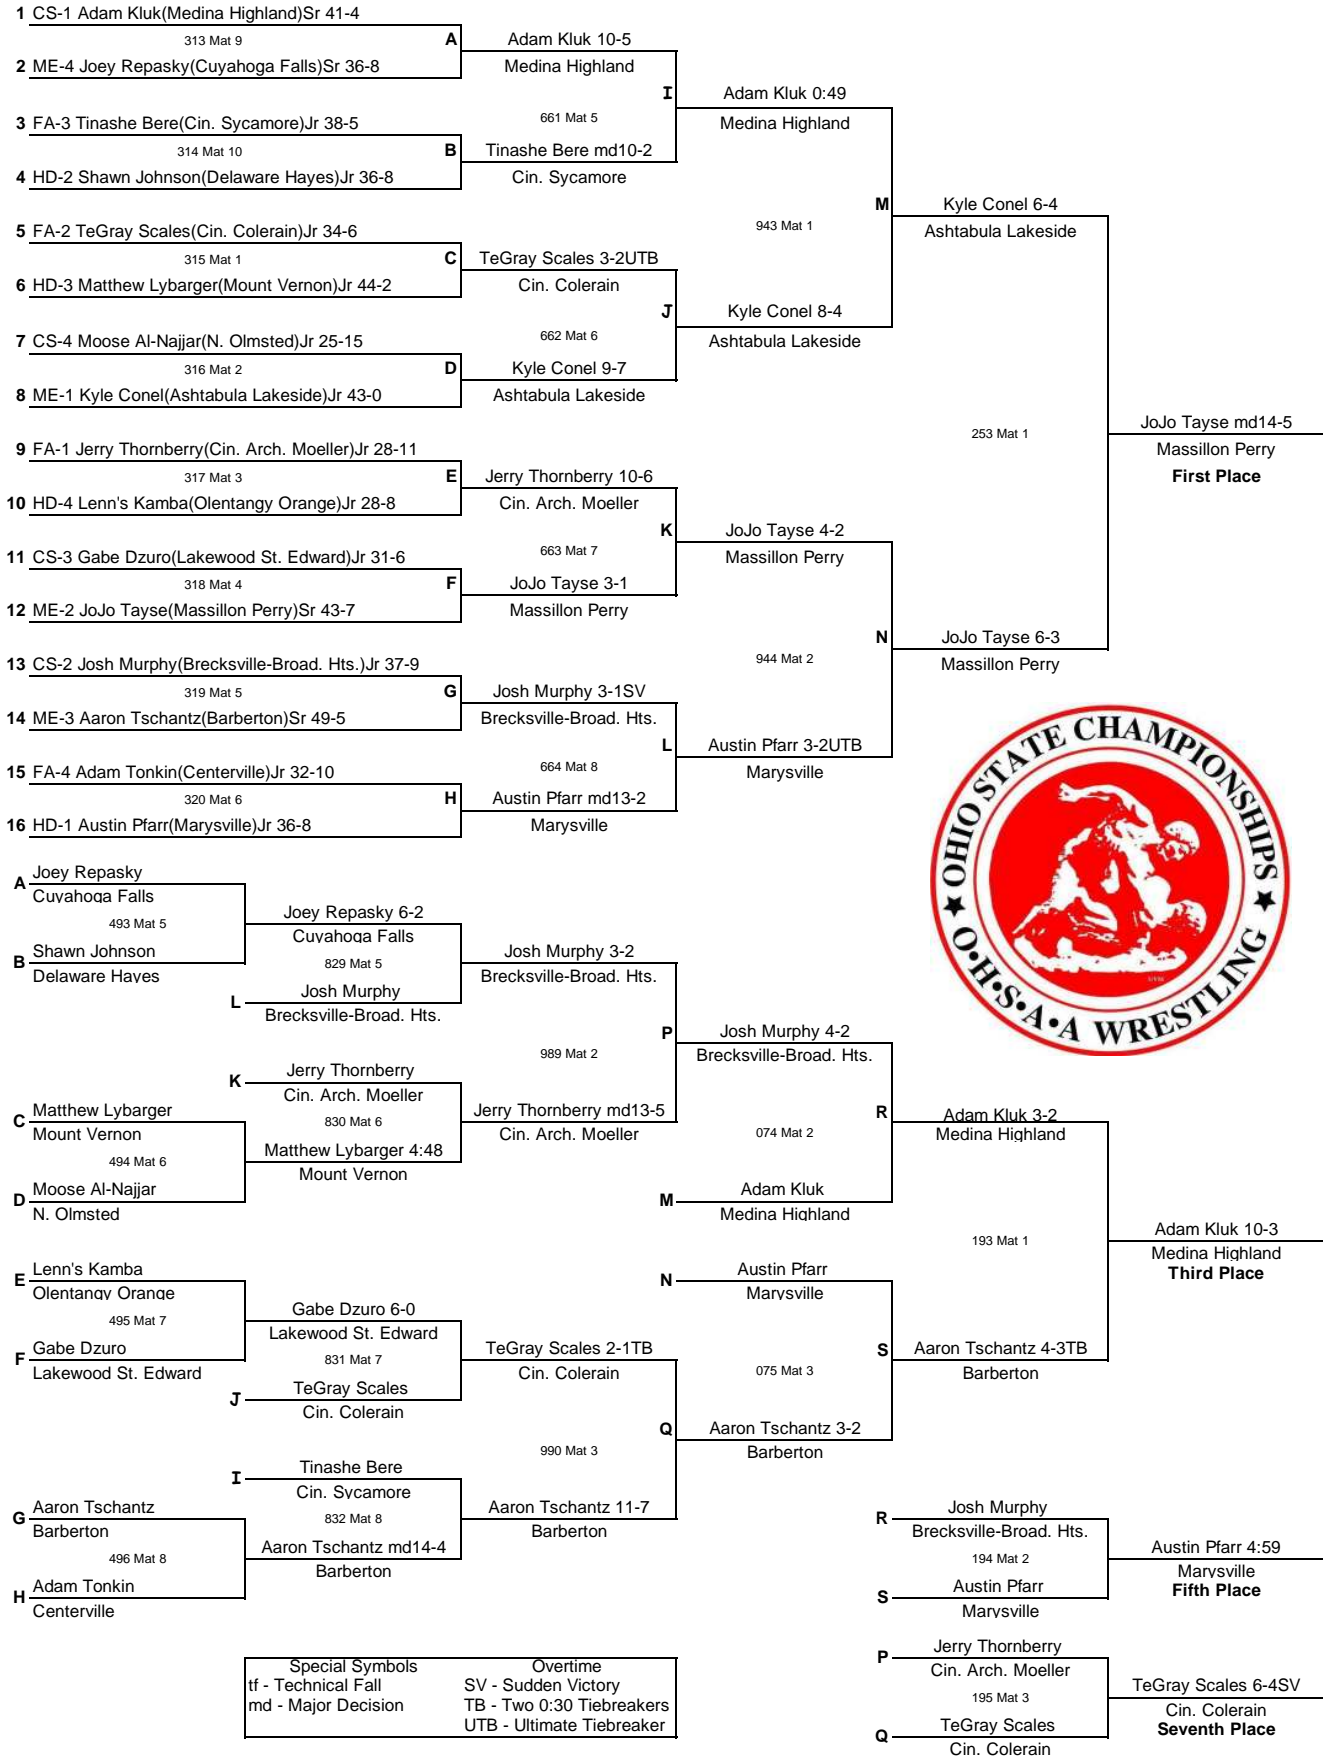 1 CS-1 Adam Kluk(Medina Highland)Sr 41-4
313 Mat 9
A
2 ME-4 Joey Repasky(Cuyahoga Falls)Sr 36-8
Adam Kluk 10-5
Medina Highland
3 FA-3 Tinashe Bere(Cin. Sycamore)Jr 38-5
314 Mat 10
B
4 HD-2 Shawn Johnson(Delaware Hayes)Jr 36-8
661 Mat 5
I
Tinashe Bere md10-2
Cin. Sycamore
Adam Kluk 0:49
Medina Highland
5 FA-2 TeGray Scales(Cin. Colerain)Jr 34-6
315 Mat 1
C
6 HD-3 Matthew Lybarger(Mount Vernon)Jr 44-2
TeGray Scales 3-2UTB
Cin. Colerain
7 CS-4 Moose Al-Najjar(N. Olmsted)Jr 25-15
316 Mat 2
D
8 ME-1 Kyle Conel(Ashtabula Lakeside)Jr 43-0
662 Mat 6
J
Kyle Conel 9-7
Ashtabula Lakeside
Kyle Conel 8-4
Ashtabula Lakeside
943 Mat 1
M
Kyle Conel 6-4
Ashtabula Lakeside
9 FA-1 Jerry Thornberry(Cin. Arch. Moeller)Jr 28-11
317 Mat 3
E
10 HD-4 Lenn's Kamba(Olentangy Orange)Jr 28-8
Jerry Thornberry 10-6
Cin. Arch. Moeller
11 CS-3 Gabe Dzuro(Lakewood St. Edward)Jr 31-6
318 Mat 4
F
12 ME-2 JoJo Tayse(Massillon Perry)Sr 43-7
663 Mat 7
K
JoJo Tayse 3-1
Massillon Perry
JoJo Tayse 4-2
Massillon Perry
13 CS-2 Josh Murphy(Brecksville-Broad. Hts.)Jr 37-9
319 Mat 5
G
14 ME-3 Aaron Tschantz(Barberton)Sr 49-5
Josh Murphy 3-1SV
Brecksville-Broad. Hts.
15 FA-4 Adam Tonkin(Centerville)Jr 32-10
320 Mat 6
H
16 HD-1 Austin Pfarr(Marysville)Jr 36-8
664 Mat 8
L
Austin Pfarr md13-2
Marysville
Austin Pfarr 3-2UTB
Marysville
944 Mat 2
N
JoJo Tayse 6-3
Massillon Perry
253 Mat 1
JoJo Tayse md14-5
Massillon Perry
First Place
OHIO STATE CHAMPIONSHIPS
★ O•H•S•A•A WRESTLING ★
A Joey Repasky
Cuyahoga Falls
493 Mat 5
B Shawn Johnson
Delaware Hayes
Joey Repasky 6-2
Cuyahoga Falls
829 Mat 5
L Josh Murphy
Brecksville-Broad. Hts.
Josh Murphy 3-2
Brecksville-Broad. Hts.
K Jerry Thornberry
Cin. Arch. Moeller
C Matthew Lybarger
Mount Vernon
494 Mat 6
D Moose Al-Najjar
N. Olmsted
830 Mat 6
Matthew Lybarger 4:48
Mount Vernon
Jerry Thornberry md13-5
Cin. Arch. Moeller
989 Mat 2
P
Josh Murphy 4-2
Brecksville-Broad. Hts.
074 Mat 2
R
M Adam Kluk
Medina Highland
Adam Kluk 3-2
Medina Highland
E Lenn's Kamba
Olentangy Orange
495 Mat 7
F Gabe Dzuro
Lakewood St. Edward
Gabe Dzuro 6-0
Lakewood St. Edward
831 Mat 7
J TeGray Scales
Cin. Colerain
TeGray Scales 2-1TB
Cin. Colerain
I Tinashe Bere
Cin. Sycamore
G Aaron Tschantz
Barberton
496 Mat 8
H Adam Tonkin
Centerville
832 Mat 8
Aaron Tschantz md14-4
Barberton
Aaron Tschantz 11-7
Barberton
990 Mat 3
Q
N Austin Pfarr
Marysville
075 Mat 3
S
Aaron Tschantz 3-2
Barberton
Aaron Tschantz 4-3TB
Barberton
193 Mat 1
Adam Kluk 10-3
Medina Highland
Third Place
R Josh Murphy
Brecksville-Broad. Hts.
194 Mat 2
S Austin Pfarr
Marysville
Austin Pfarr 4:59
Marysville
Fifth Place
P Jerry Thornberry
Cin. Arch. Moeller
195 Mat 3
Q TeGray Scales
Cin. Colerain
TeGray Scales 6-4SV
Cin. Colerain
Seventh Place
Special Symbols
tf - Technical Fall
md - Major Decision
Overtime
SV - Sudden Victory
TB - Two 0:30 Tiebreakers
UTB - Ultimate Tiebreaker